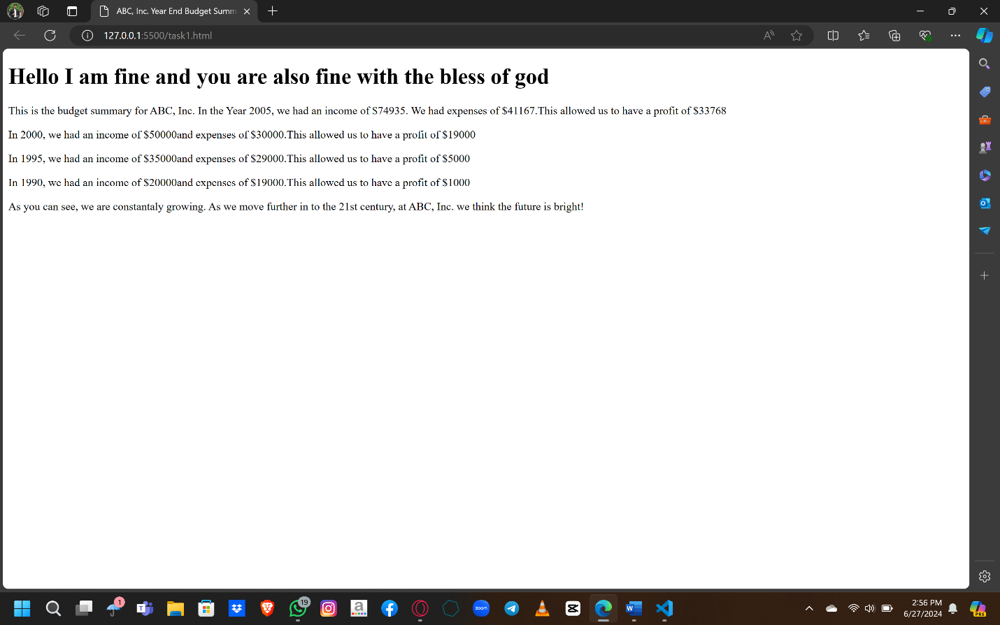 ABC, Inc. Year End Budget Summ
127.0.0.1:5500/task1.html
Hello I am fine and you are also fine with the bless of god
This is the budget summary for ABC, Inc. In the Year 2005, we had an income of $74935. We had expenses of $41167.This allowed us to have a profit of $33768
In 2000, we had an income of $50000and expenses of $30000.This allowed us to have a profit of $19000
In 1995, we had an income of $35000and expenses of $29000.This allowed us to have a profit of $5000
In 1990, we had an income of $20000and expenses of $19000.This allowed us to have a profit of $1000
As you can see, we are constantaly growing. As we move further in to the 21st century, at ABC, Inc. we think the future is bright!
1
19
zoom
2:56 PM
6/27/2024
PRE